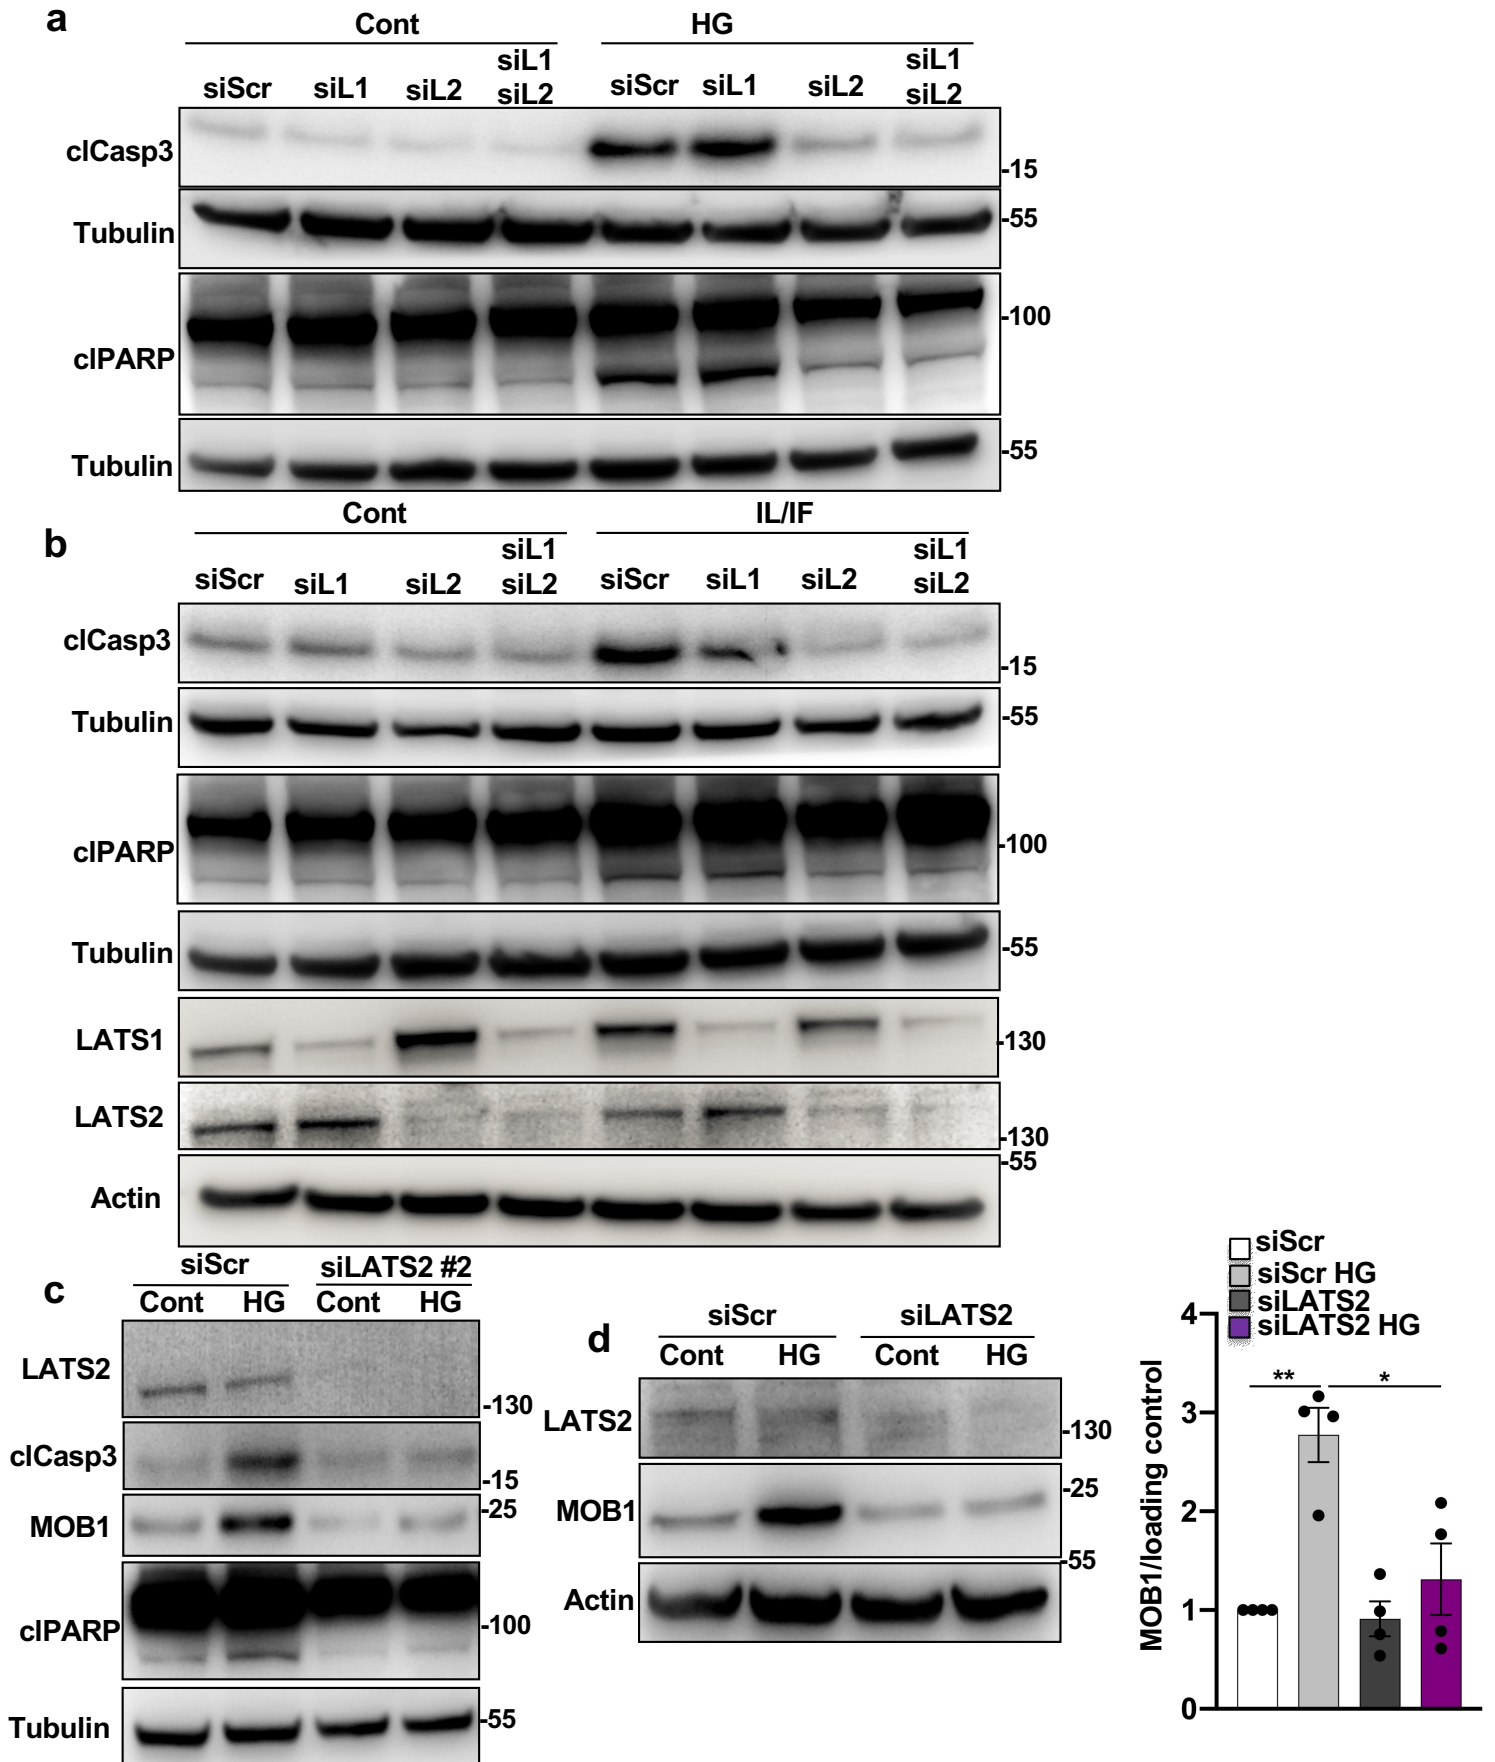 a
Cont HG
siScr siL1 siL2 siL1 siL2 siScr siL1 siL2 siL1 siL2
clCasp3
-15
Tubulin
-55
clPARP
-100
Tubulin
-55
b
Cont IL/IF
siScr siL1 siL2 siL1 siL2 siScr siL1 siL2 siL1 siL2
clCasp3
-15
Tubulin
-55
clPARP
-100
Tubulin
-55
LATS1
-130
LATS2
-130
-55
Actin
c
siScr siLATS2 #2
Cont HG Cont HG
LATS2
-130
clCasp3
-15
MOB1
-25
clPARP
-100
Tubulin
-55
d
siScr siLATS2
Cont HG Cont HG
LATS2
-130
MOB1
-25
-55
Actin
siScr
siScr HG
siLATS2
siLATS2 HG
MOB1/loading control
4
3
2
1
0
** *